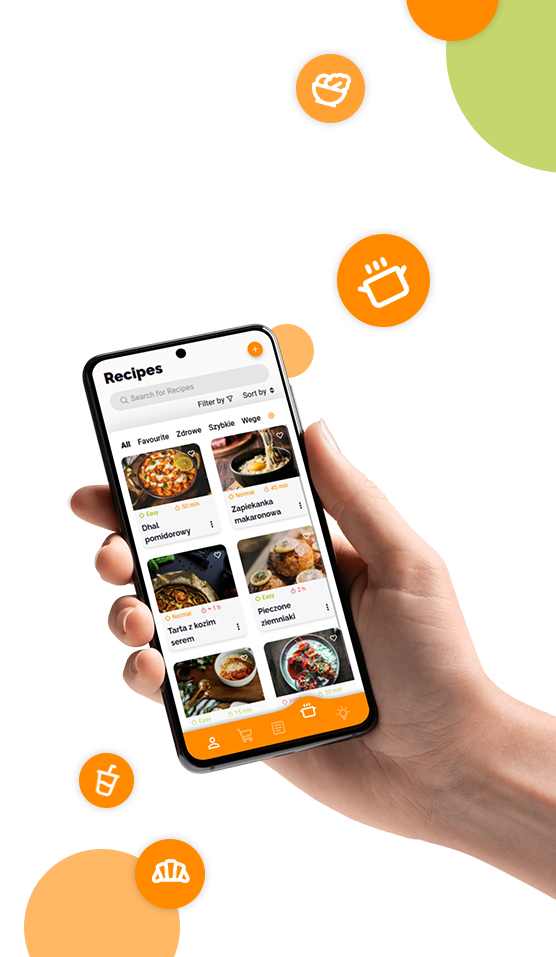 Recipes
+
Search for Recipes
Filter by
Sort by
All Favourite Zdrowe Szybkie Wege
Easy 50 min
Dhal
pomidorowy
Normal 45 min
Zapiekanka
makaronowa
Normal ~ 1 h
Tarta z kozim
serem
Easy 2 h
Pieczone
ziemniaki
Easy 15 min
30 min